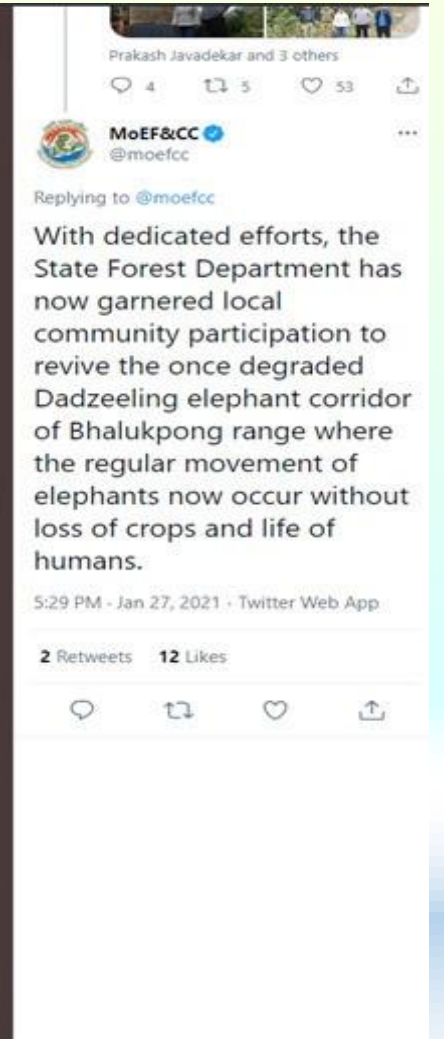 Prakash Javadekar and 3 others
4 5 53
MoEF&CC
@moefcc
Replying to @moefcc
With dedicated efforts, the
State Forest Department has
now garnered local
community participation to
revive the once degraded
Dadzeeling elephant corridor
of Bhalukpong range where
the regular movement of
elephants now occur without
loss of crops and life of
humans.
5:29 PM · Jan 27, 2021 · Twitter Web App
2 Retweets 12 Likes